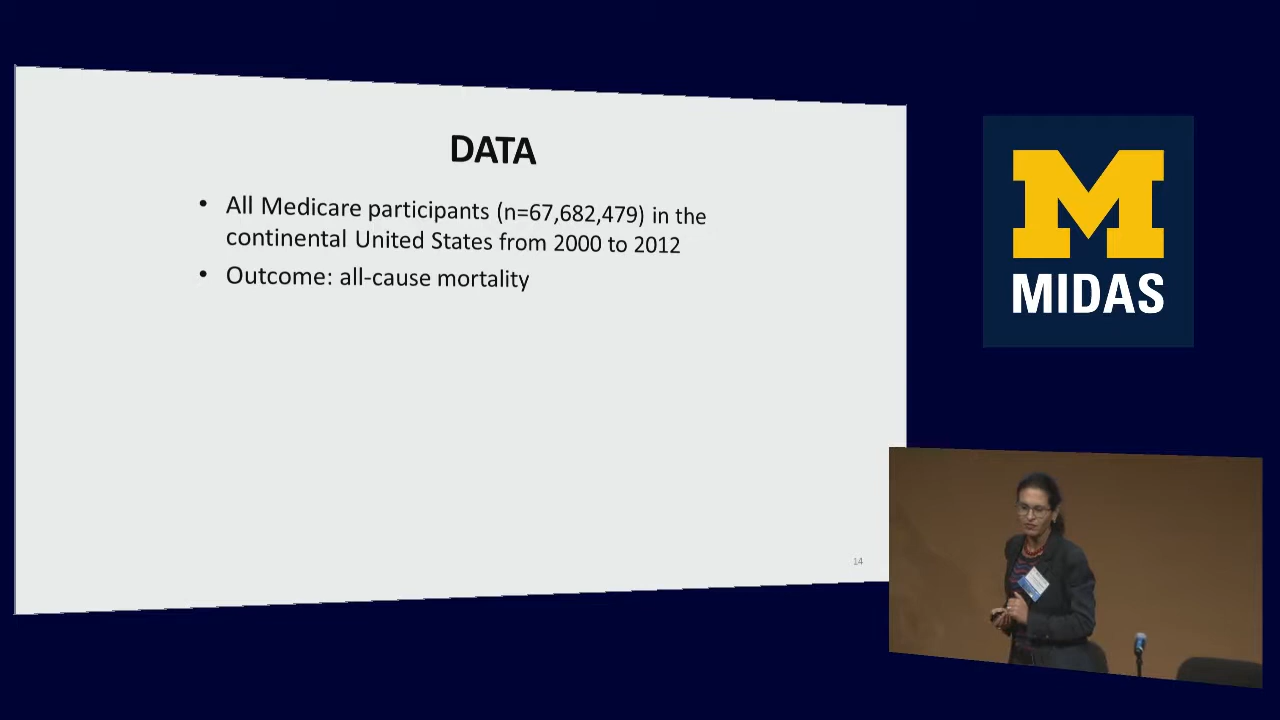 DATA
• All Medicare participants (n=67,682,479) in the
continental United States from 2000 to 2012
• Outcome: all-cause mortality
14
M
MIDAS